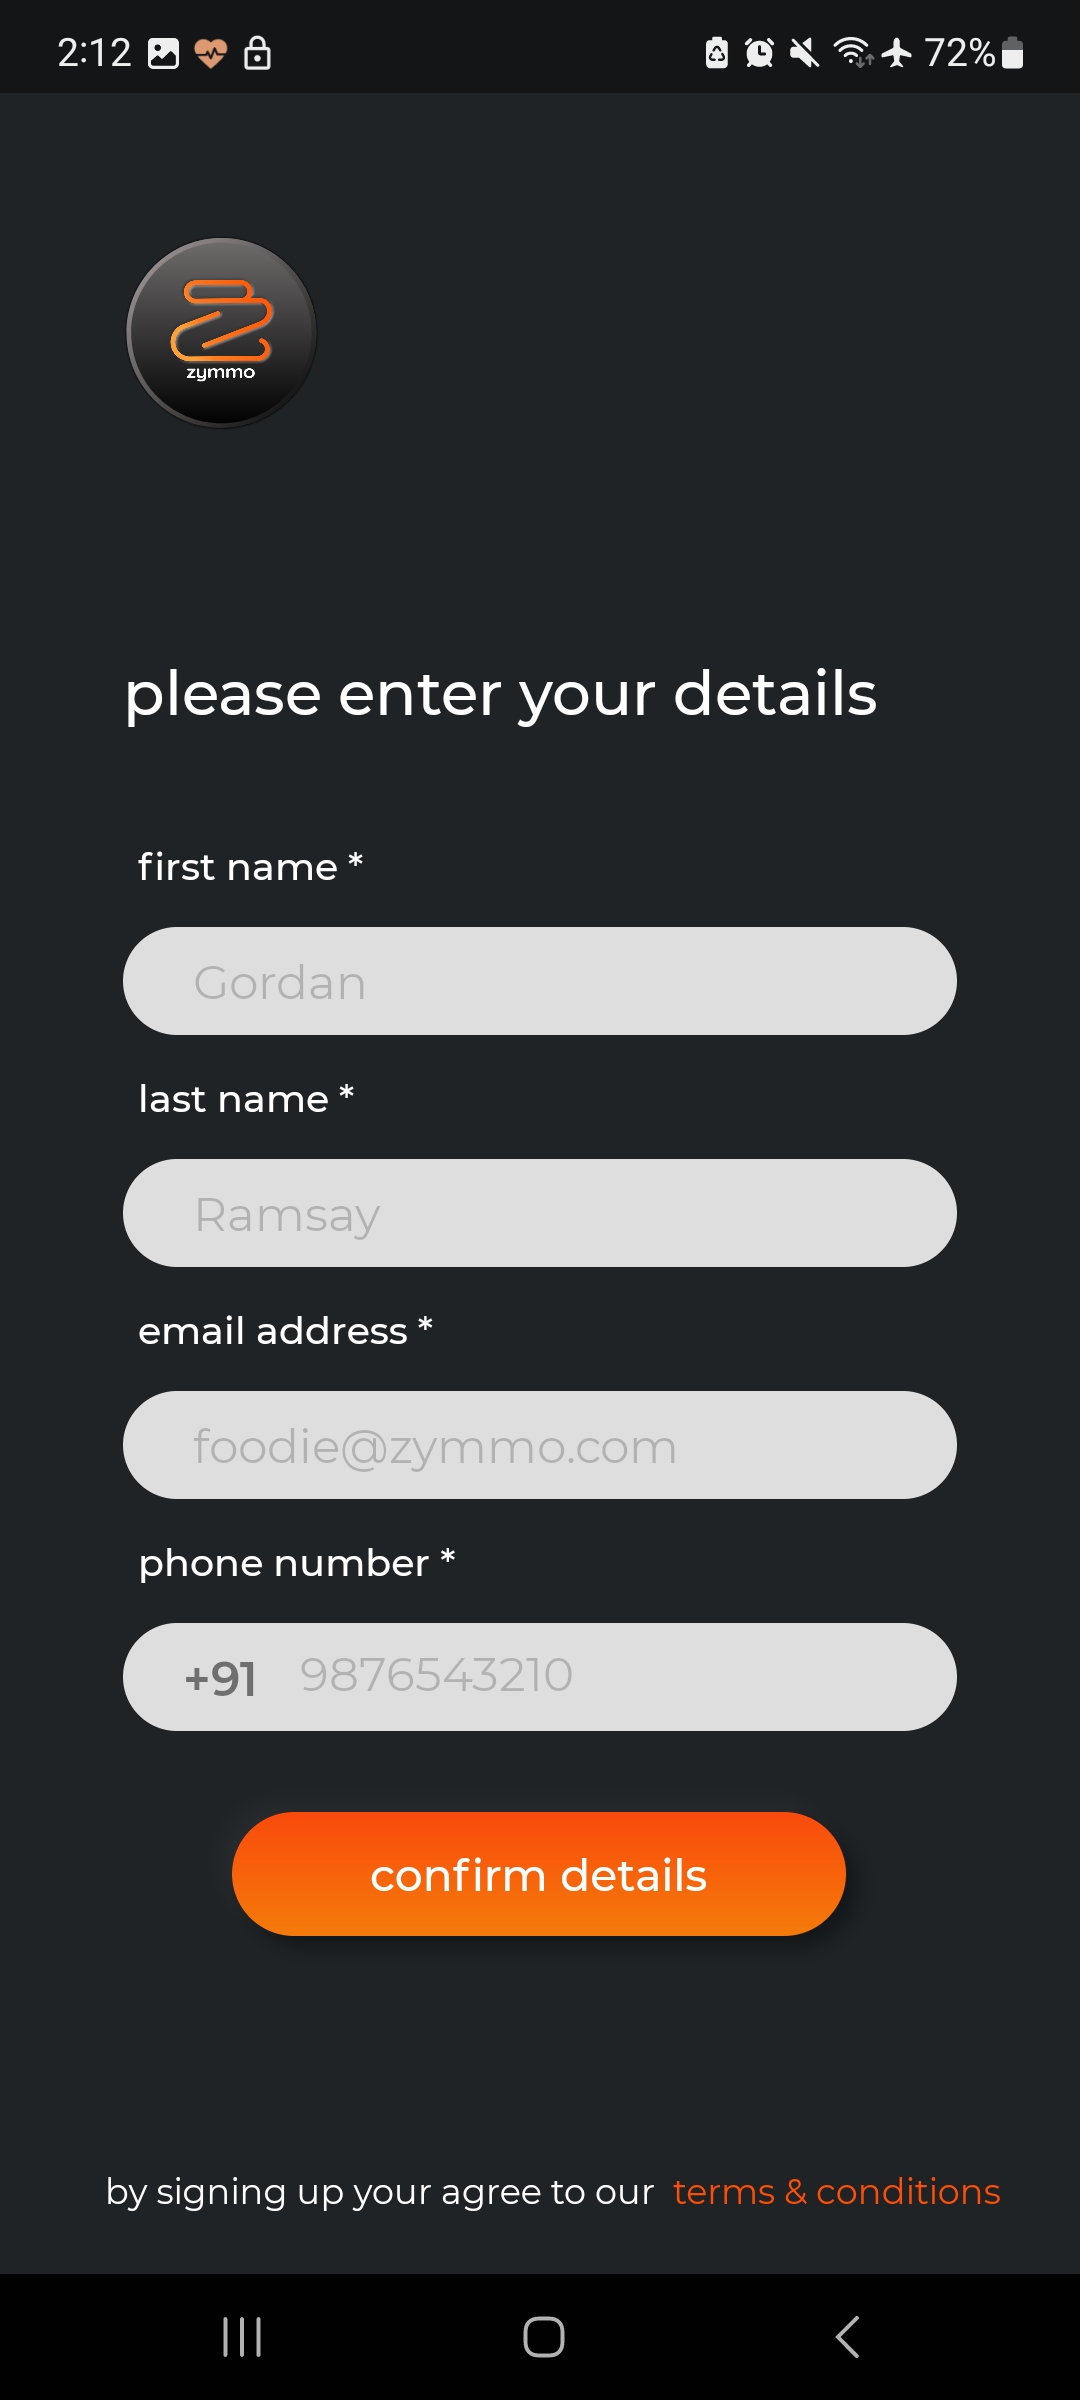 2:12
72%
zymmo
please enter your details
first name *
Gordan
last name *
Ramsay
email address *
foodie@zymmo.com
phone number *
+91 9876543210
confirm details
by signing up your agree to our terms & conditions